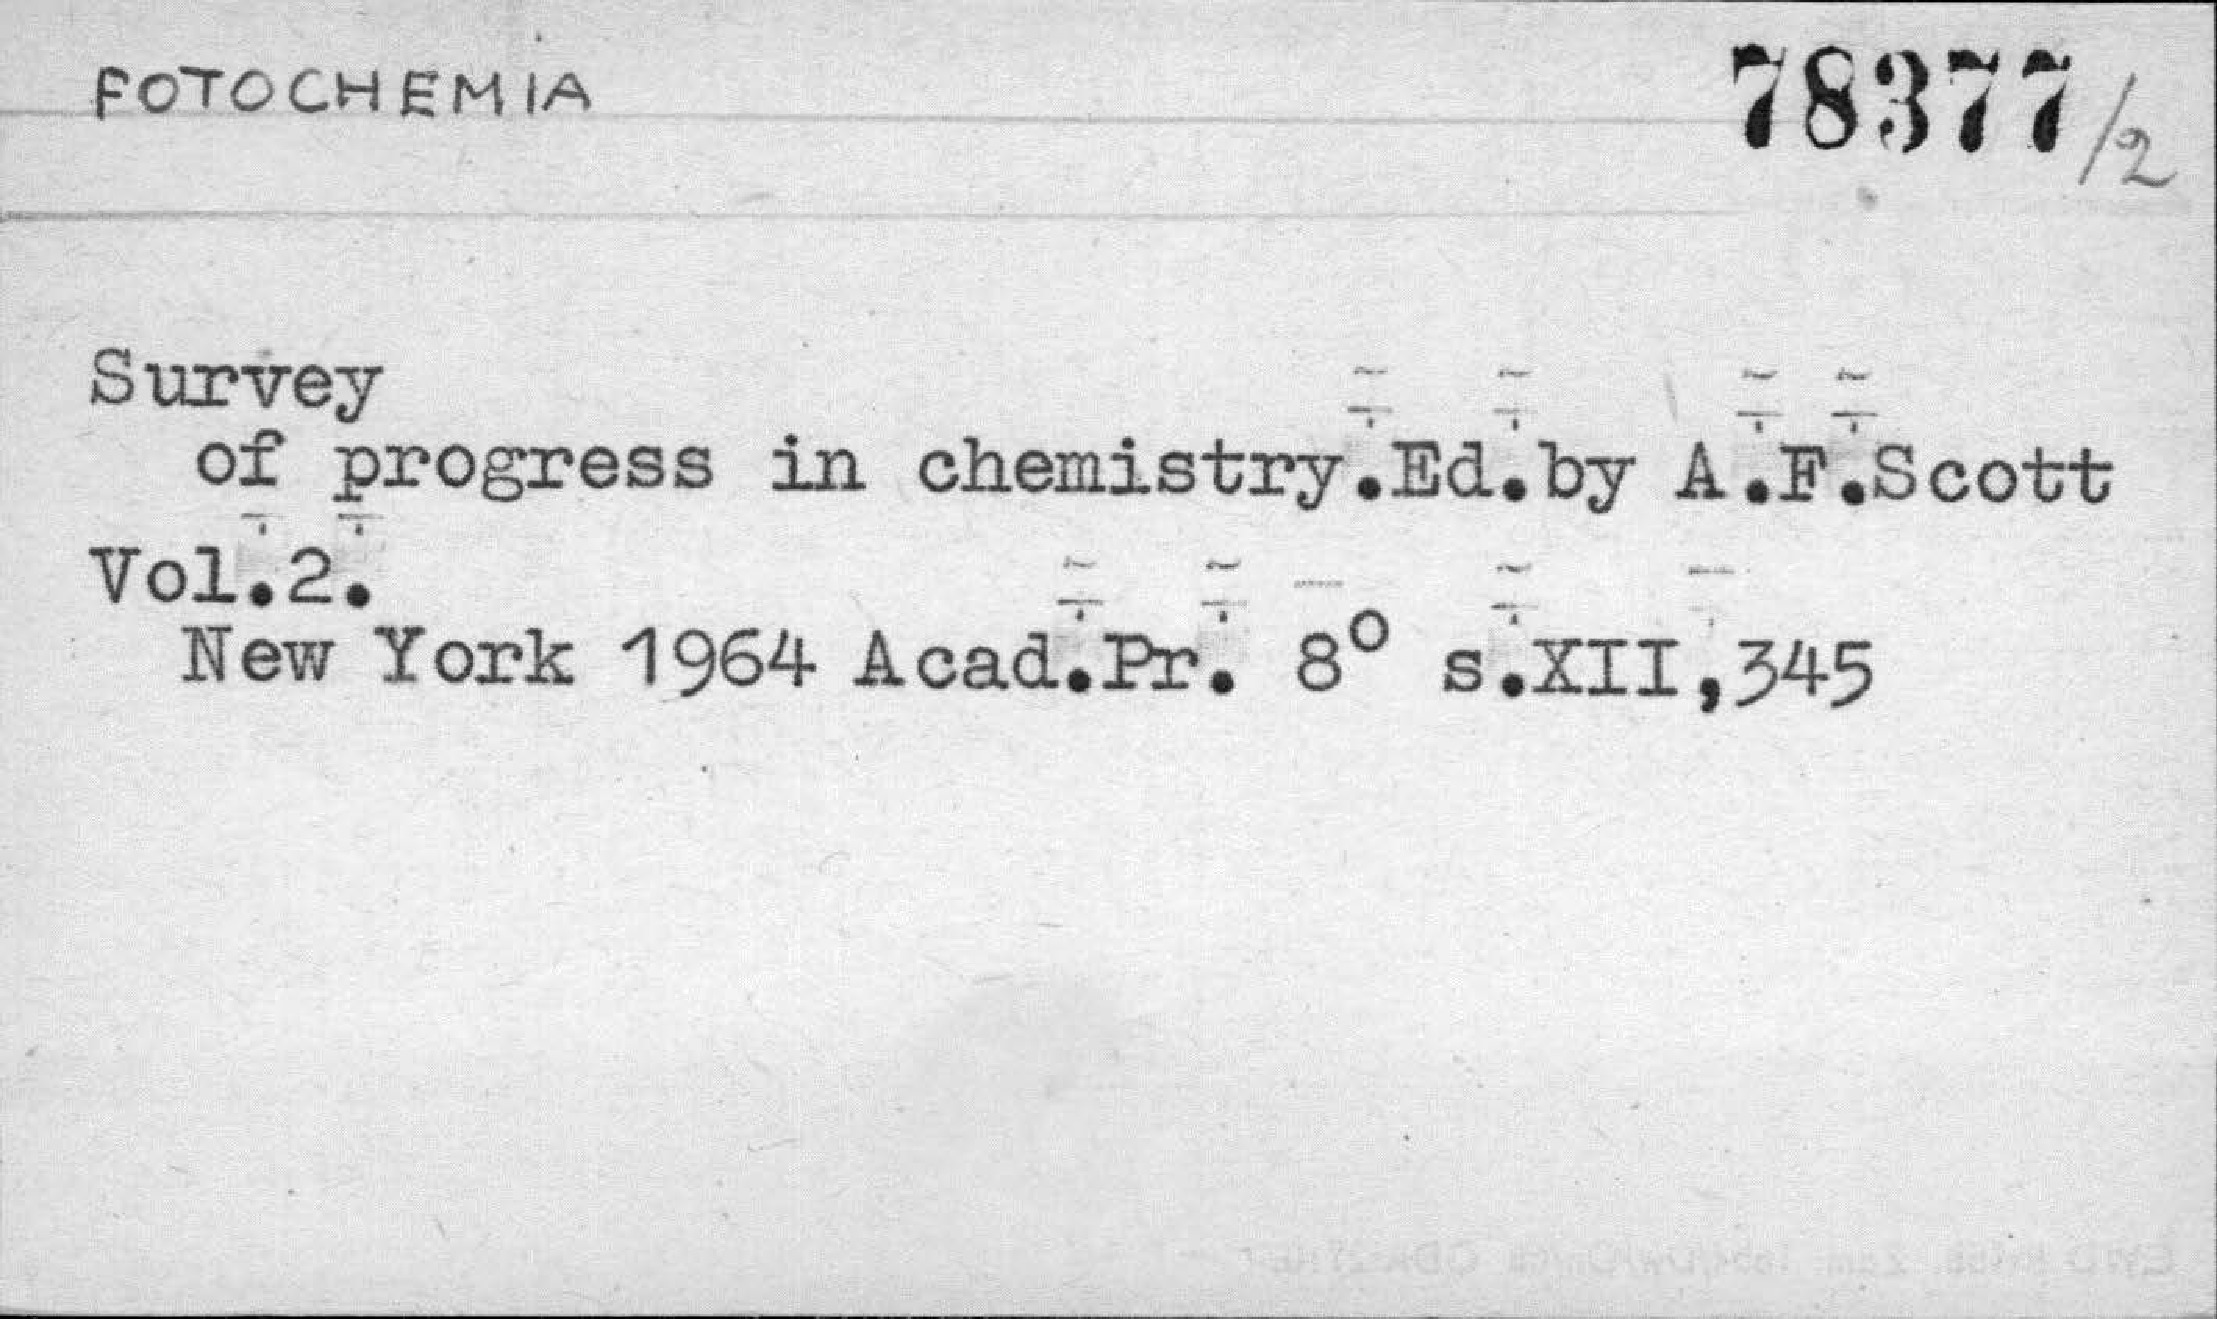 FOTOCHEMIA
78377/2
Survey
of progress in chemistry.Ed.by A.F.Scott
Vol.2.
New York 1964 Acad.Pr. 8° s.XII,345